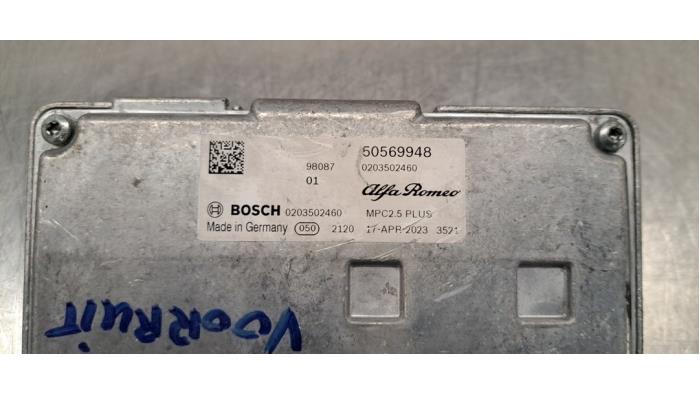 50569948
98087 0203502460
01 Alfa Romeo
BOSCH 0203502460 MPC2.5 PLUS
Made in Germany 050 2120 17-APR-2023 3521
VOORRUIT